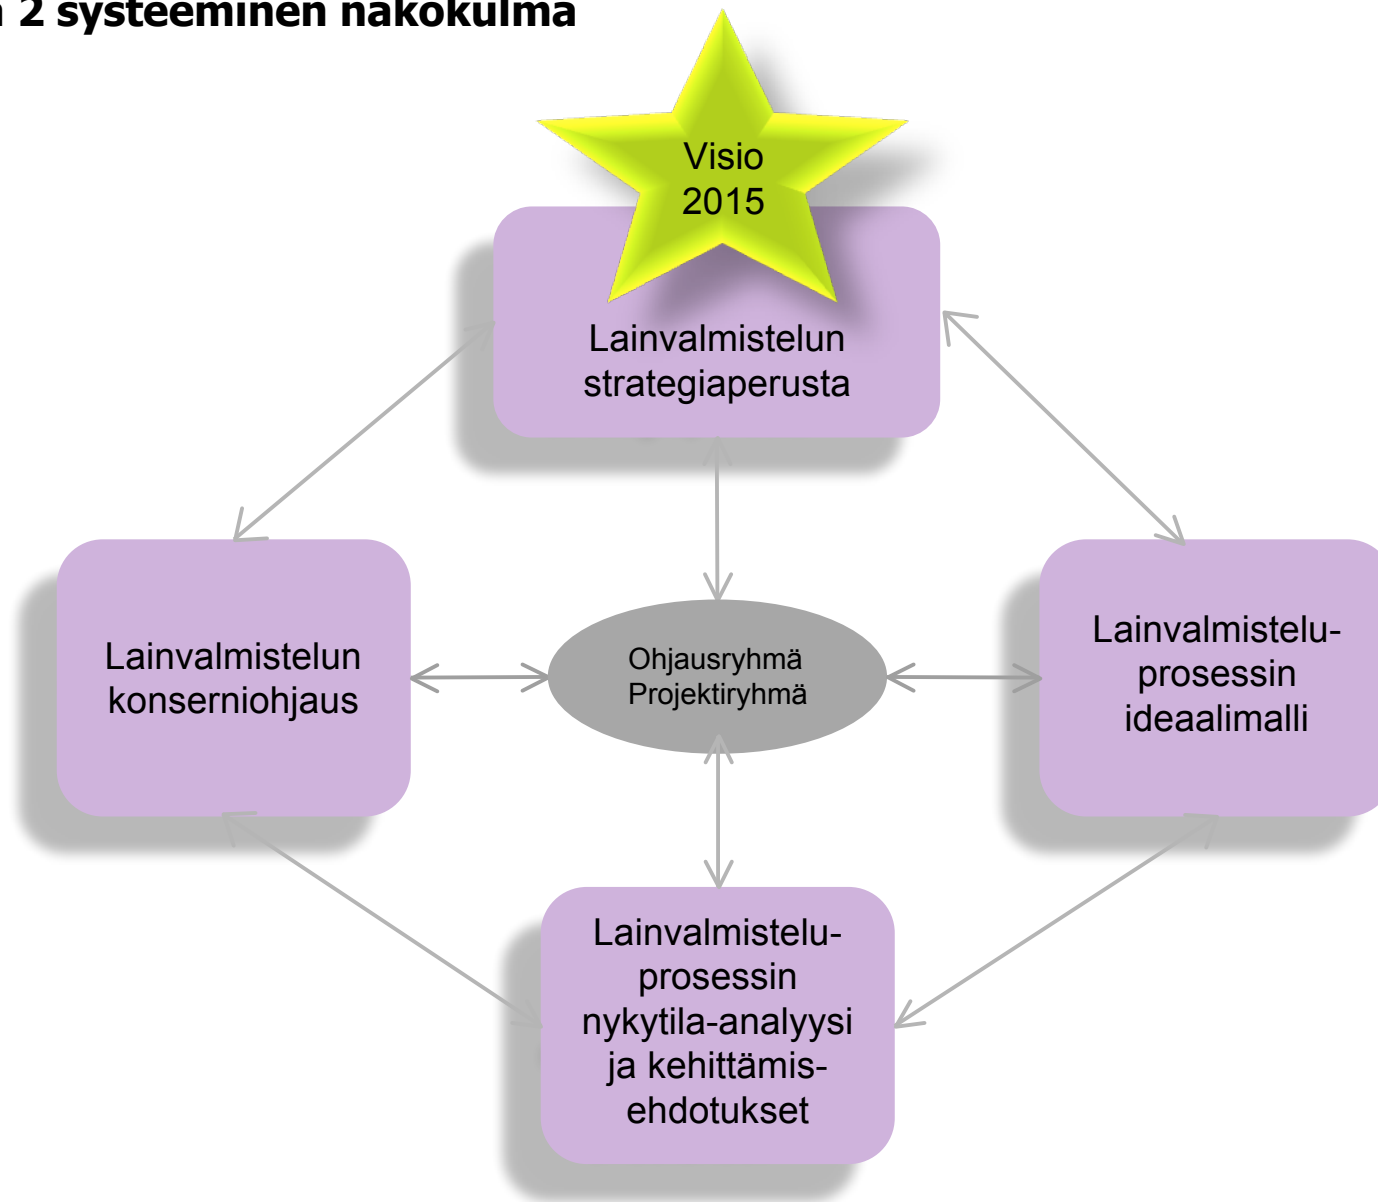 2 systeeminen näkökulma
Visio
2015
Lainvalmistelun
strategiaperusta
Lainvalmistelun
konserniohjaus
Ohjausryhmä
Projektiryhmä
Lainvalmistelu-
prosessin
ideaalimalli
Lainvalmistelu-
prosessin
nykytila-analyysi
ja kehittämis-
ehdotukset